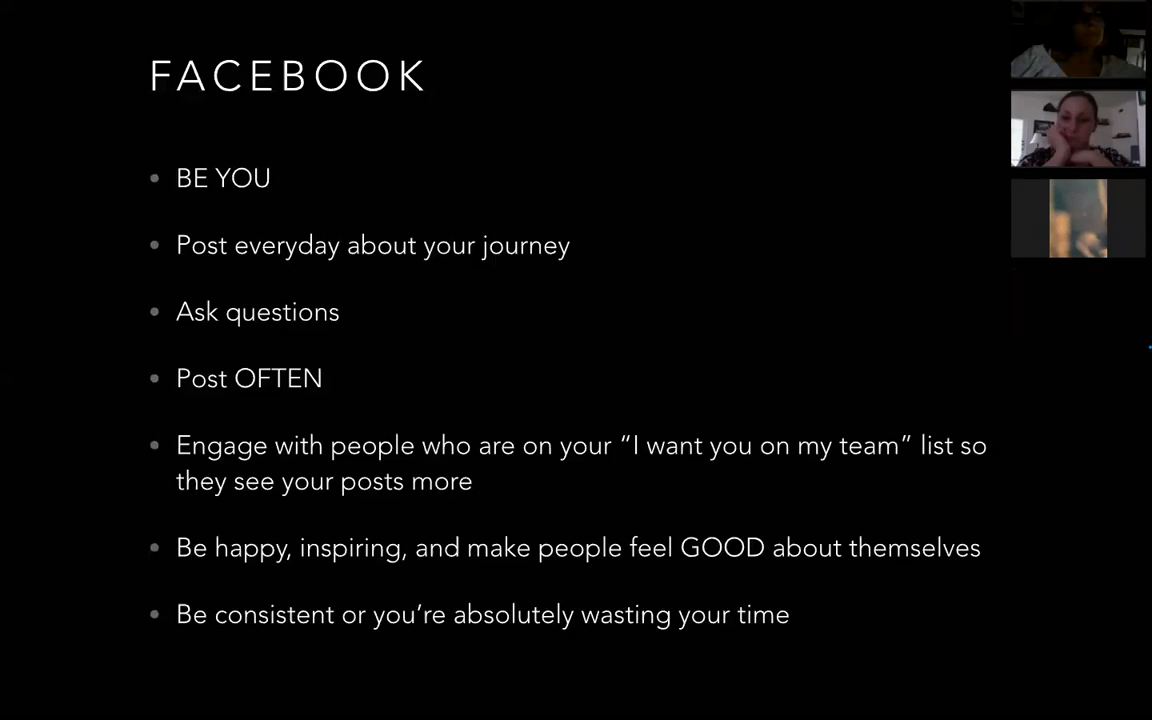 FACEBOOK
BE YOU
Post everyday about your journey
Ask questions
Post OFTEN
Engage with people who are on your “I want you on my team” list so
they see your posts more
Be happy, inspiring, and make people feel GOOD about themselves
Be consistent or you’re absolutely wasting your time